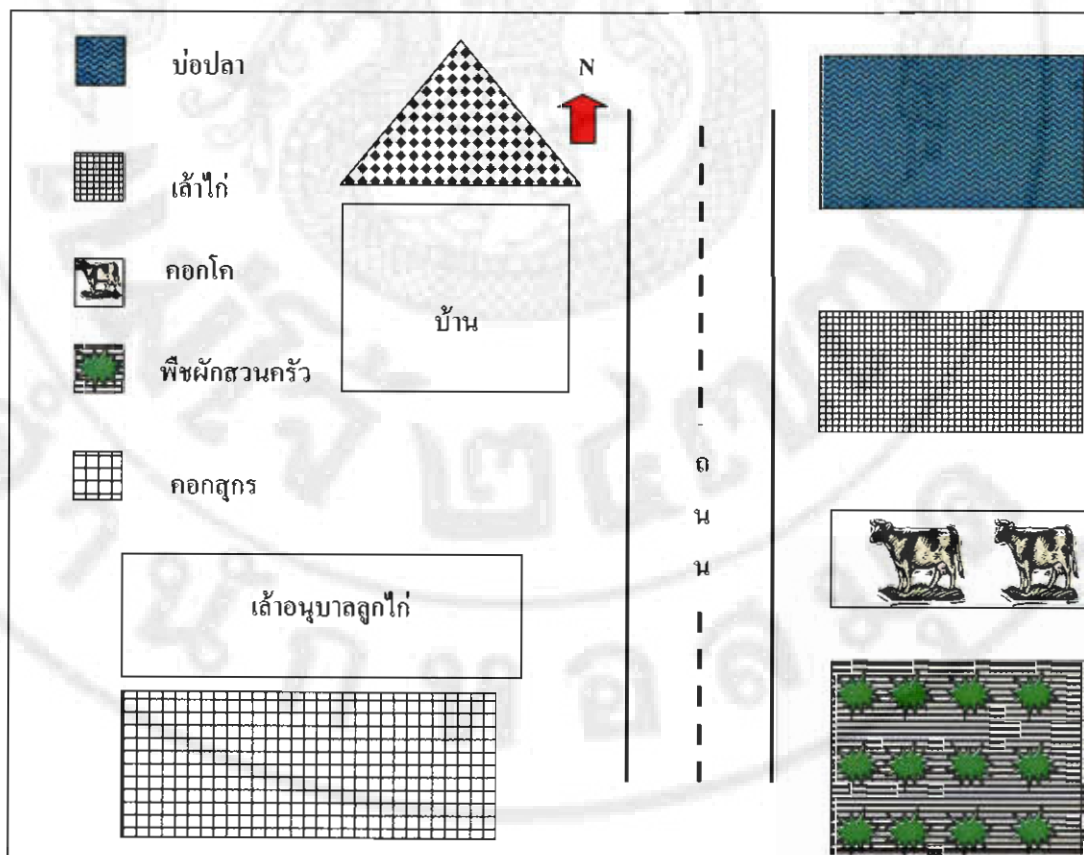 บ่อปลา
เล้าไก่
คอกโค
พืชผักสวนครัว
คอกสุกร
N
บ้าน
เล้าอนุบาลลูกไก่
ถนน